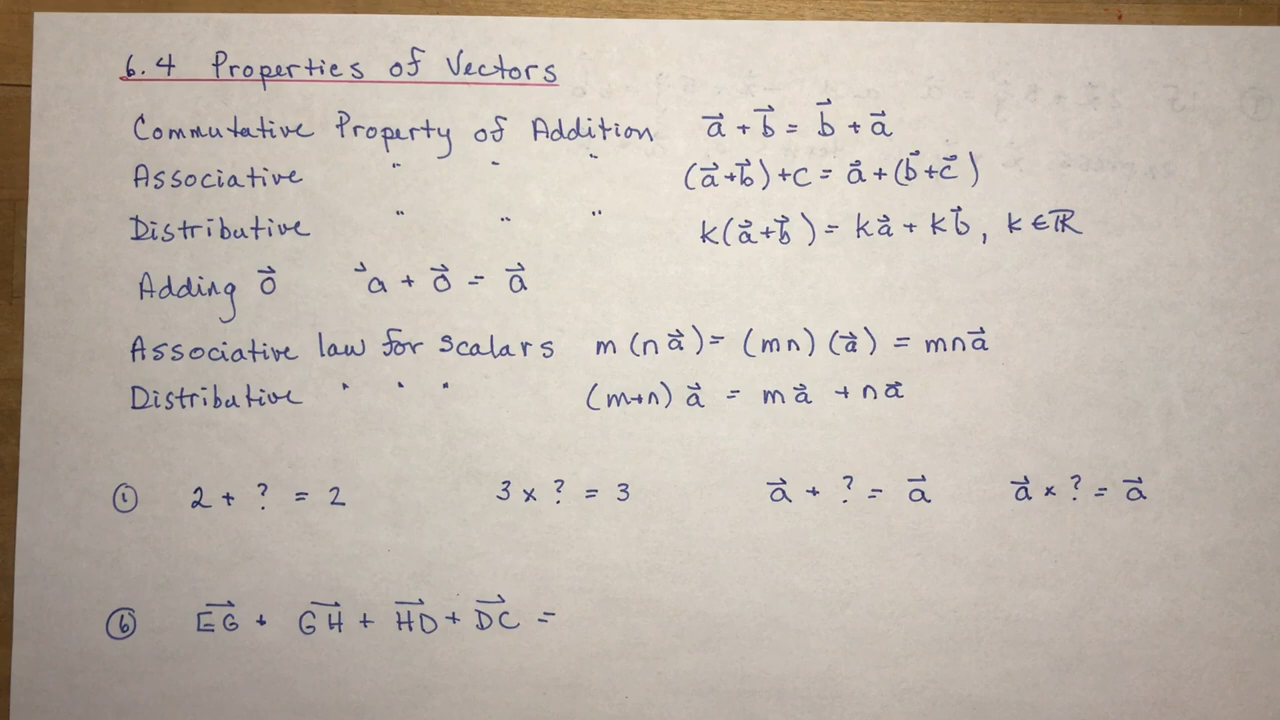 6.4 Properties of Vectors
Commutative Property of Addition a⃗ + b⃗ = b⃗ + a⃗
Associative " " " (a⃗+b⃗)+c = a⃗+(b⃗+c⃗)
Distributive " " " k(a⃗+b⃗) = ka⃗ + kb⃗, k∈ℝ
Adding 0⃗ a⃗ + 0⃗ = a⃗
Associative law for scalars m(na⃗) = (mn)(a⃗) = mna⃗
Distributive " " " (m+n)a⃗ = ma⃗ + na⃗
① 2 + ? = 2 3 x ? = 3 a⃗ + ? = a⃗ a⃗ x ? = a⃗
⑥ EG⃗ + GH⃗ + HD⃗ + DC⃗ =